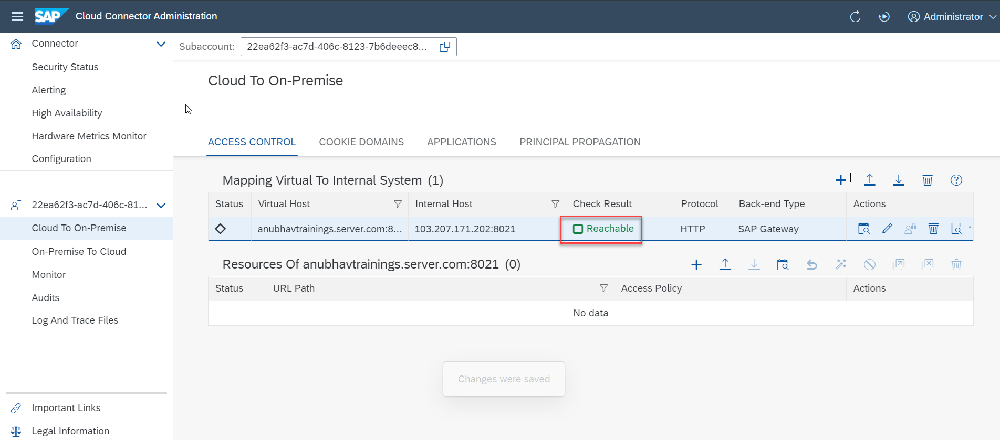 SAP Cloud Connector Administration
Administrator
Connector
Security Status
Alerting
High Availability
Hardware Metrics Monitor
Configuration
22ea62f3-ac7d-406c-81...
Cloud To On-Premise
On-Premise To Cloud
Monitor
Audits
Log And Trace Files
Important Links
Legal Information
Subaccount: 22ea62f3-ac7d-406c-8123-7b6deeec8...
Cloud To On-Premise
ACCESS CONTROL COOKIE DOMAINS APPLICATIONS PRINCIPAL PROPAGATION
Mapping Virtual To Internal System (1)
Status Virtual Host Internal Host Check Result Protocol Back-end Type Actions
anubhavtrainings.server.com:8... 103.207.171.202:8021 Reachable HTTP SAP Gateway
Resources Of anubhavtrainings.server.com:8021 (0)
Status URL Path Access Policy Actions
No data
Changes were saved